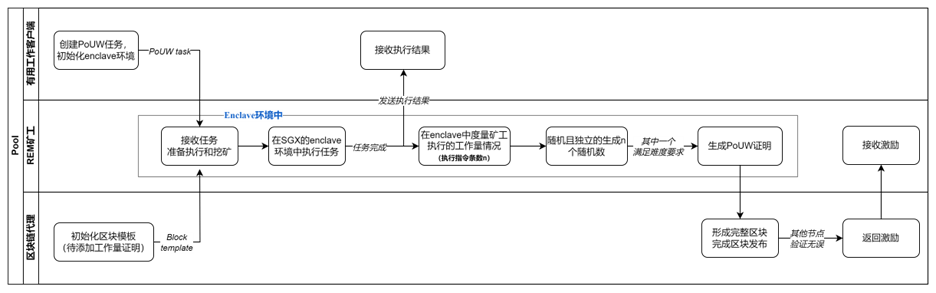 Pool
有用工作客户端
创建PoUW任务，
初始化enclave环境
PoUW task
接收执行结果
发送执行结果
REM矿工
Enclave环境中
接收任务
准备执行和挖矿
在SGX的enclave
环境中执行任务
任务完成
在enclave中度量矿工
执行的工作量情况
(执行指令条数n)
随机且独立的生成n
个随机数
其中一个
满足难度要求
生成PoUW证明
接收激励
区块链代理
初始化区块模板
(待添加工作量证明)
Block
template
形成完整区块
完成区块发布
其他节点
验证无误
返回激励